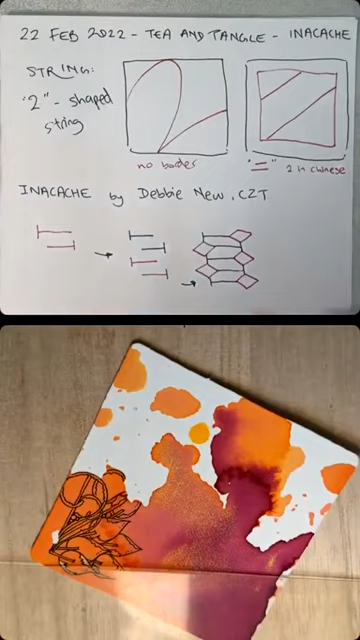 22 FEB 2022 - TEA AND TANGLE - INACACHE
STRING:
"2" - shaped
string
no border
"二" 2 in chinese
INACACHE by Debbie New, CZT